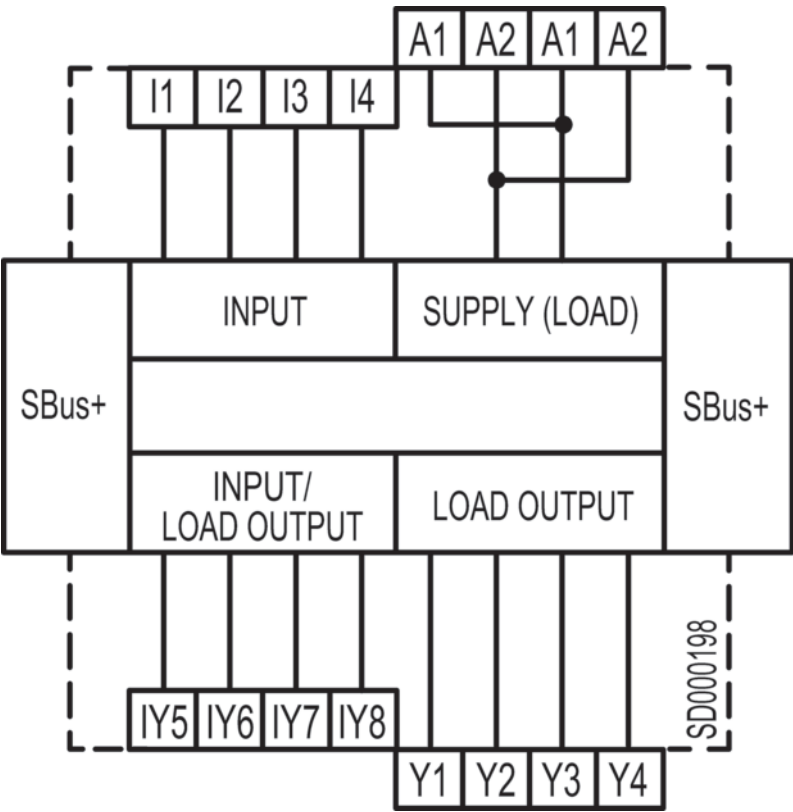 A1 A2 A1 A2
I1 I2 I3 I4
INPUT
SUPPLY (LOAD)
SBus+
SBus+
INPUT/
LOAD OUTPUT
LOAD OUTPUT
SD000198
IY5 IY6 IY7 IY8
Y1 Y2 Y3 Y4